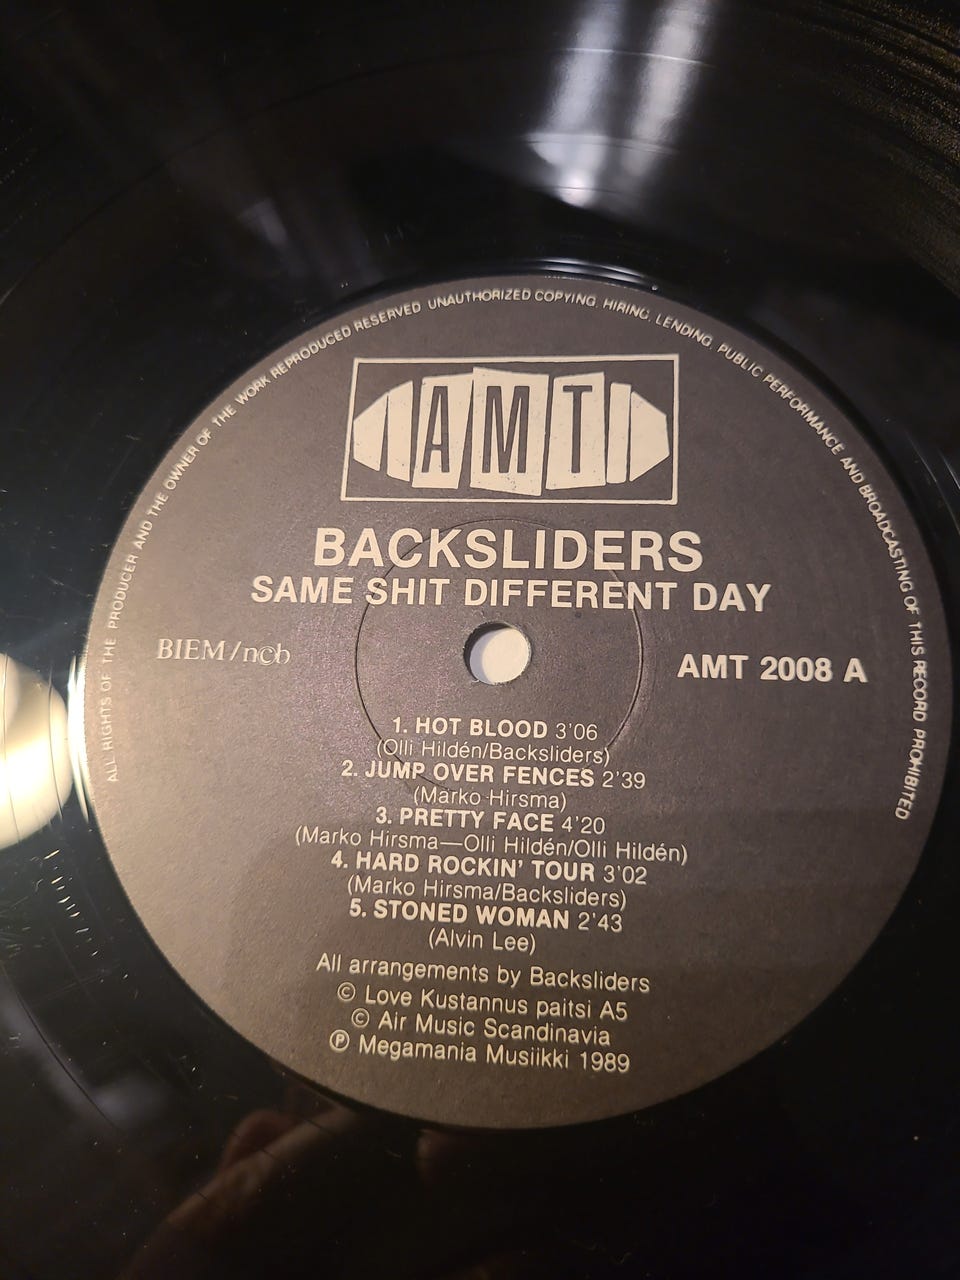 ALL RIGHTS OF THE PRODUCER AND THE OWNER OF THE WORK REPRODUCED RESERVED UNAUTHORIZED COPYING, HIRING, LENDING, PUBLIC PERFORMANCE AND BROADCASTING OF THIS RECORD PROHIBITED
AMT
BACKSLIDERS
SAME SHIT DIFFERENT DAY
BIEM/ncb
AMT 2008 A
1. HOT BLOOD 3'06
(Olli Hildén/Backsliders)
2. JUMP OVER FENCES 2'39
(Marko Hirsma)
3. PRETTY FACE 4'20
(Marko Hirsma—Olli Hildén/Olli Hildén)
4. HARD ROCKIN' TOUR 3'02
(Marko Hirsma/Backsliders)
5. STONED WOMAN 2'43
(Alvin Lee)
All arrangements by Backsliders
© Love Kustannus paitsi A5
© Air Music Scandinavia
℗ Megamania Musiikki 1989